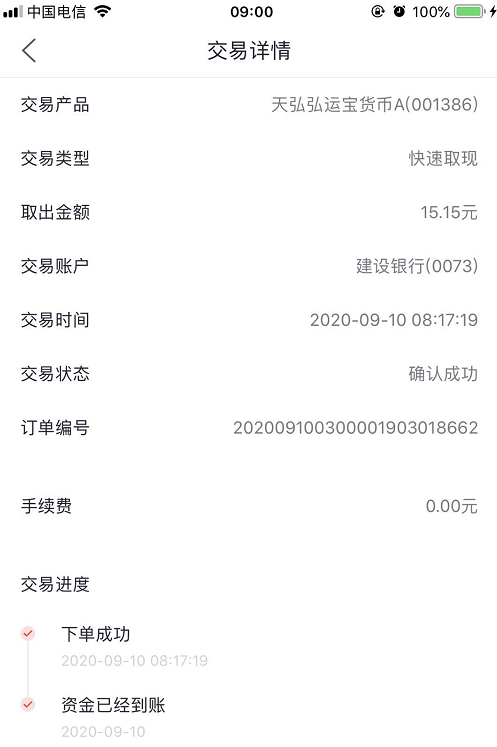 中国电信 09:00 100%
交易详情
交易产品 天弘弘运宝货币A(001386)
交易类型 快速取现
取出金额 15.15元
交易账户 建设银行(0073)
交易时间 2020-09-10 08:17:19
交易状态 确认成功
订单编号 202009100300001903018662
手续费 0.00元
交易进度
下单成功
2020-09-10 08:17:19
资金已经到账
2020-09-10